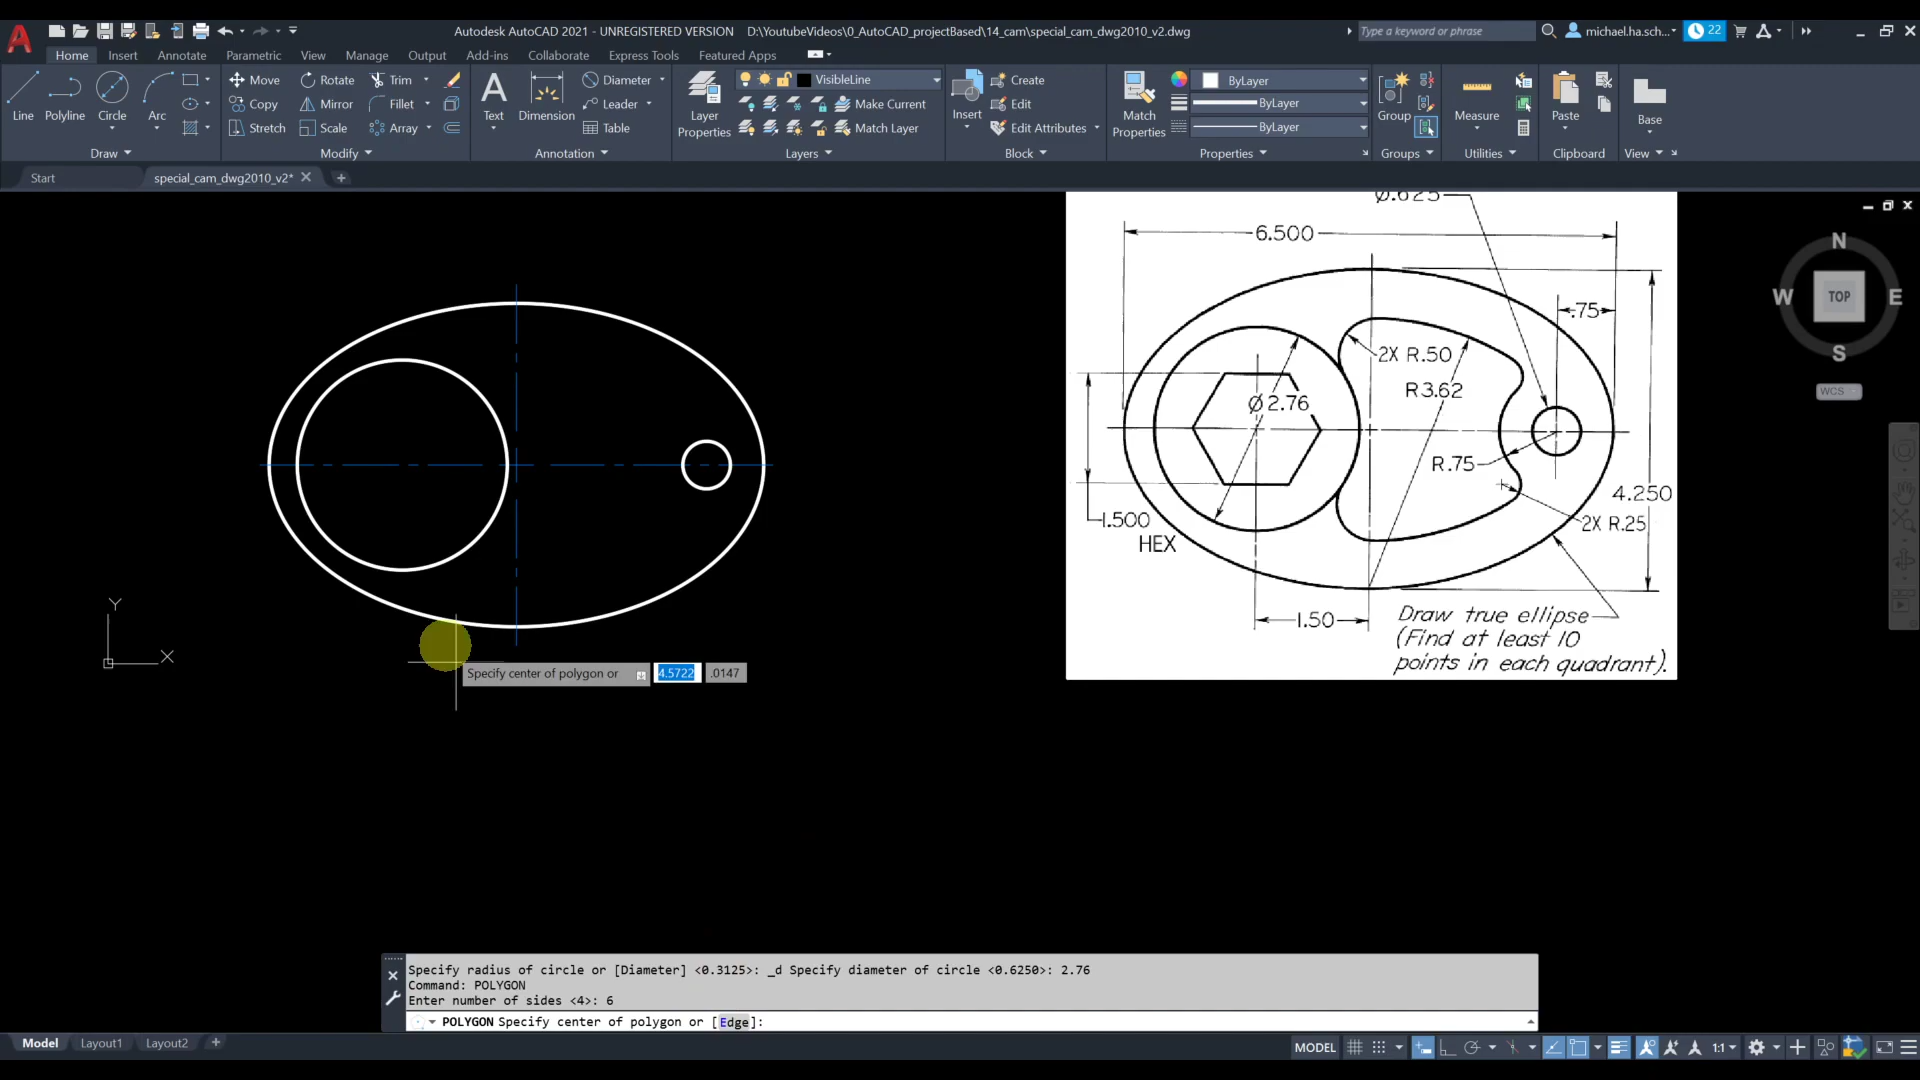 Autodesk AutoCAD 2021 - UNREGISTERED VERSION D:\YoutubeVideos\0_AutoCAD_projectBased\14_cam\special_cam_dwg2010_v2.dwg
Type a keyword or phrase
michael.ha.sch...
22
Home Insert Annotate Parametric View Manage Output Add-ins Collaborate Express Tools Featured Apps
Line Polyline Circle Arc
Move Rotate Trim
Copy Mirror Fillet
Stretch Scale Array
Text Dimension
Diameter
Leader
Table
Layer Properties
VisibleLine
Make Current
Match Layer
Insert
Create
Edit
Edit Attributes
Match Properties
ByLayer
ByLayer
ByLayer
Group
Measure
Paste
Base
Draw Modify Annotation Layers Block Properties Groups Utilities Clipboard View
Start special_cam_dwg2010_v2*
Ø.625
6.500
.75
2X R.50
R3.62
Ø 2.76
R.75
4.250
2X R.25
1.500
HEX
1.50
Draw true ellipse
(Find at least 10
points in each quadrant).
N
W TOP E
S
WCS
Y
X
Specify center of polygon or 4.5722 .0147
Specify radius of circle or [Diameter] <0.3125>: _d Specify diameter of circle <0.6250>: 2.76
Command: POLYGON
Enter number of sides <4>: 6
POLYGON Specify center of polygon or [Edge]:
Model Layout1 Layout2
MODEL
1:1